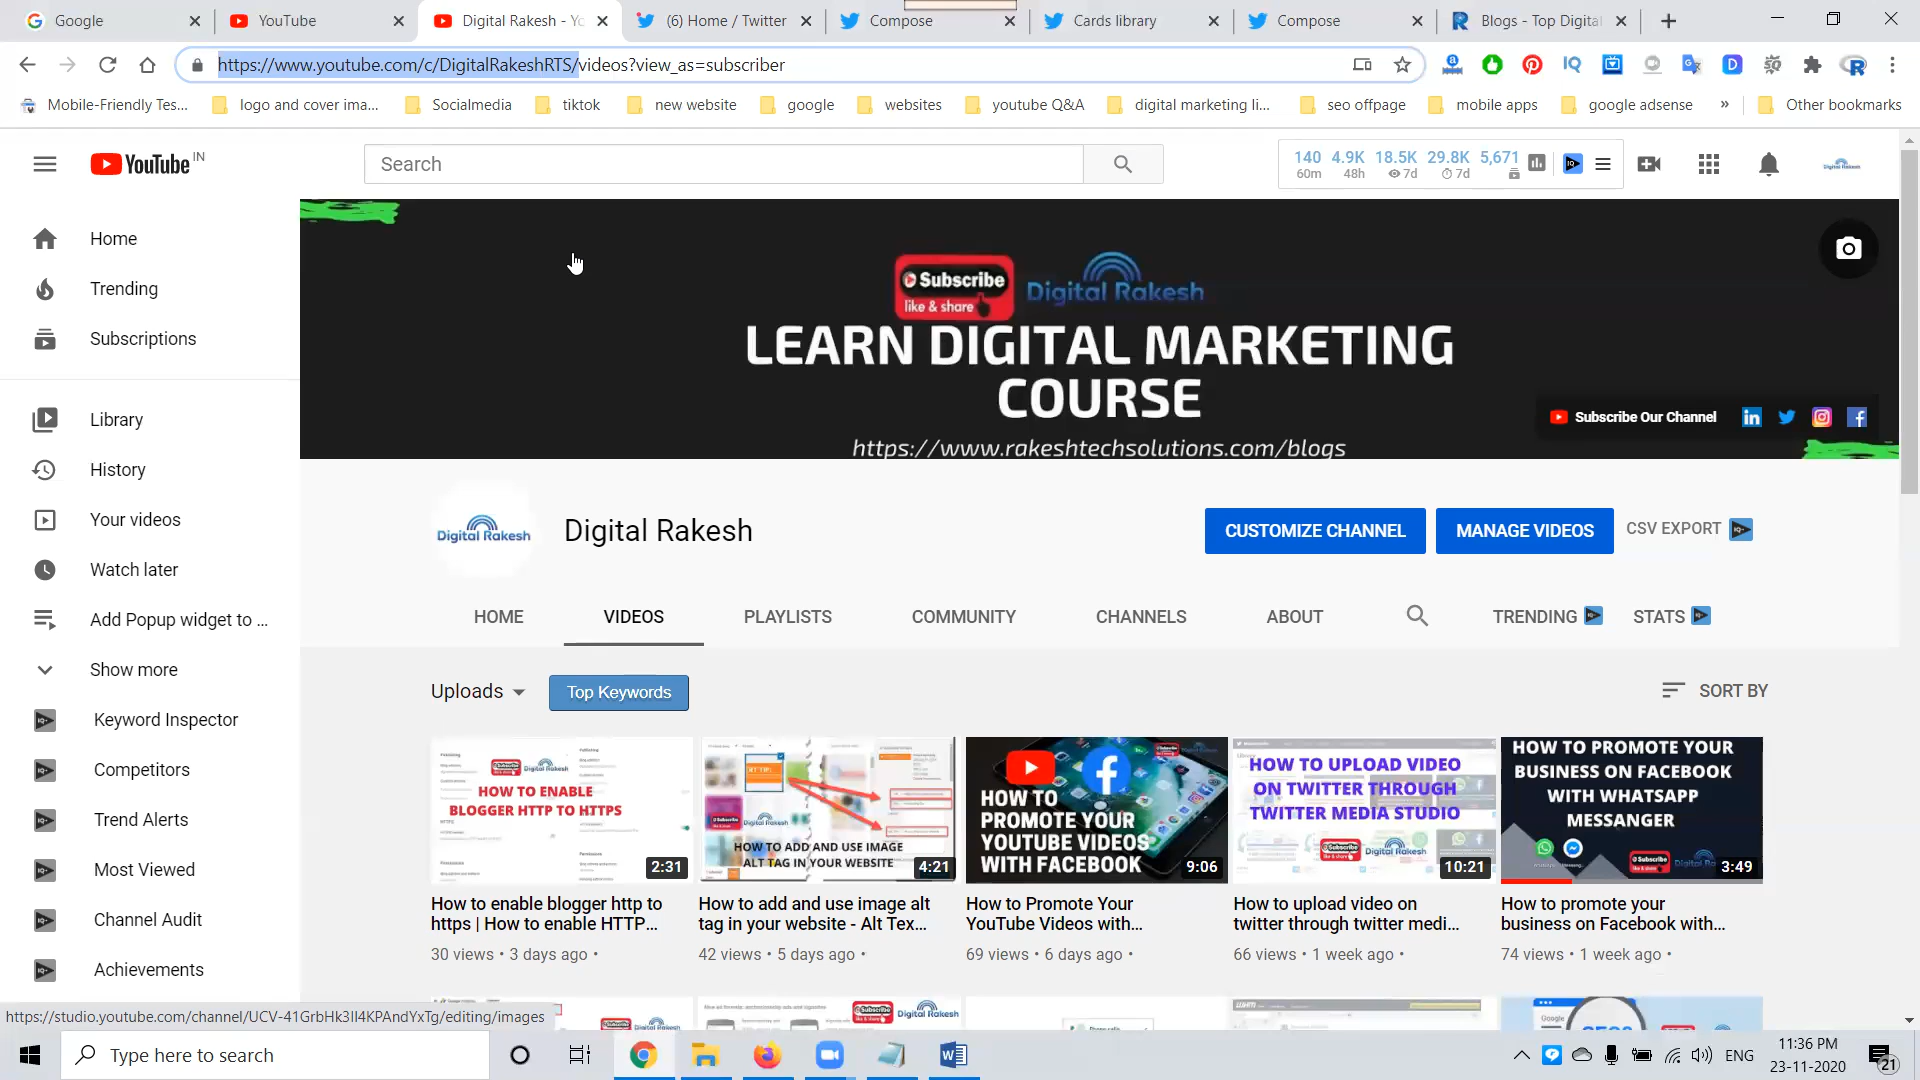 Google
YouTube
Digital Rakesh - Yo
(6) Home / Twitter
Compose
Cards library
Compose
Blogs - Top Digital
https://www.youtube.com/c/DigitalRakeshRTS/videos?view_as=subscriber
Mobile-Friendly Tes...
logo and cover ima...
Socialmedia
tiktok
new website
google
websites
youtube Q&A
digital marketing li...
seo offpage
mobile apps
google adsense
»
Other bookmarks
YouTube IN
Search
140 4.9K 18.5K 29.8K 5,671
60m 48h 7d 7d
Home
Trending
Subscriptions
Library
History
Your videos
Watch later
Add Popup widget to ...
Show more
Keyword Inspector
Competitors
Trend Alerts
Most Viewed
Channel Audit
Achievements
Subscribe
like & share
Digital Rakesh
LEARN DIGITAL MARKETING
COURSE
https://www.rakeshtechsolutions.com/blogs
Subscribe Our Channel
Digital Rakesh
Digital Rakesh
CUSTOMIZE CHANNEL
MANAGE VIDEOS
CSV EXPORT
HOME
VIDEOS
PLAYLISTS
COMMUNITY
CHANNELS
ABOUT
TRENDING
STATS
Uploads
Top Keywords
SORT BY
HOW TO ENABLE
BLOGGER HTTP TO HTTPS
2:31
HOW TO ADD AND USE IMAGE
ALT TAG IN YOUR WEBSITE
4:21
HOW TO
PROMOTE YOUR
YOUTUBE VIDEOS
WITH FACEBOOK
9:06
HOW TO UPLOAD VIDEO
ON TWITTER THROUGH
TWITTER MEDIA STUDIO
10:21
HOW TO PROMOTE YOUR
BUSINESS ON FACEBOOK
WITH WHATSAPP
MESSANGER
3:49
How to enable blogger http to
https | How to enable HTTP...
30 views • 3 days ago •
How to add and use image alt
tag in your website - Alt Tex...
42 views • 5 days ago •
How to Promote Your
YouTube Videos with...
69 views • 6 days ago •
How to upload video on
twitter through twitter medi...
66 views • 1 week ago •
How to promote your
business on Facebook with...
74 views • 1 week ago •
https://studio.youtube.com/channel/UCV-41GrbHk3Il4KPAndYxTg/editing/images
Type here to search
ENG
11:36 PM
23-11-2020
21